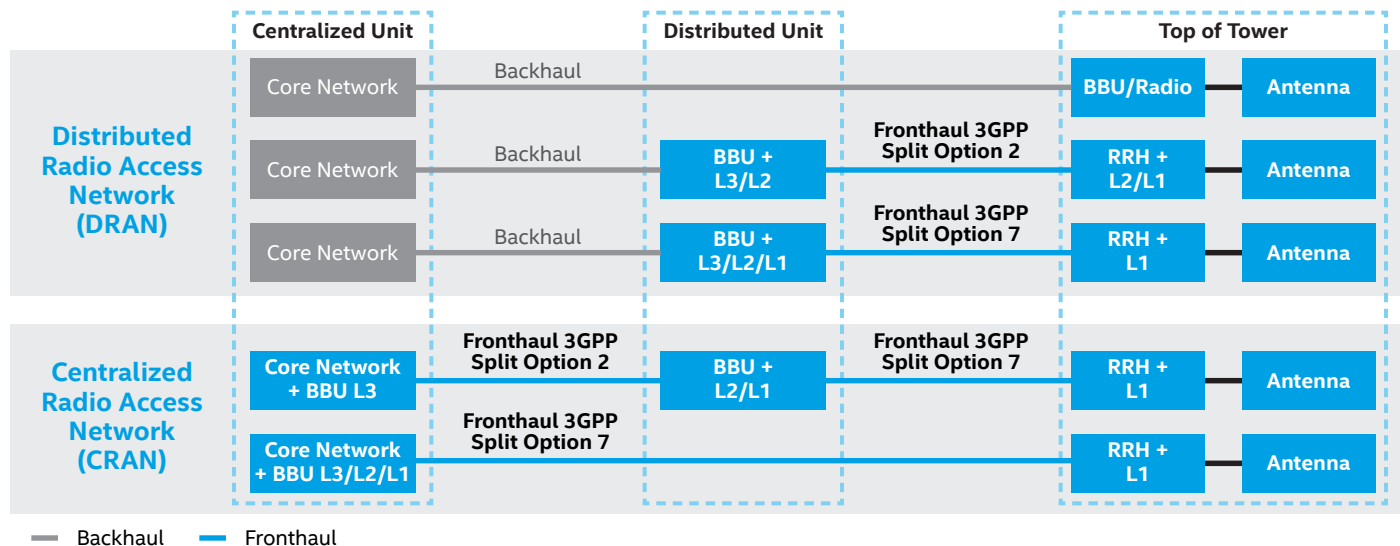 Centralized Unit
Distributed Unit
Top of Tower
Distributed
Radio Access
Network
(DRAN)
Core Network
Backhaul
BBU/Radio
Antenna
Core Network
Backhaul
BBU +
L3/L2
Fronthaul 3GPP
Split Option 2
RRH +
L2/L1
Antenna
Core Network
Backhaul
BBU +
L3/L2/L1
Fronthaul 3GPP
Split Option 7
RRH +
L1
Antenna
Centralized
Radio Access
Network
(CRAN)
Core Network
+ BBU L3
Fronthaul 3GPP
Split Option 2
BBU +
L2/L1
Fronthaul 3GPP
Split Option 7
RRH +
L1
Antenna
Core Network
+ BBU L3/L2/L1
Fronthaul 3GPP
Split Option 7
RRH +
L1
Antenna
Backhaul
Fronthaul